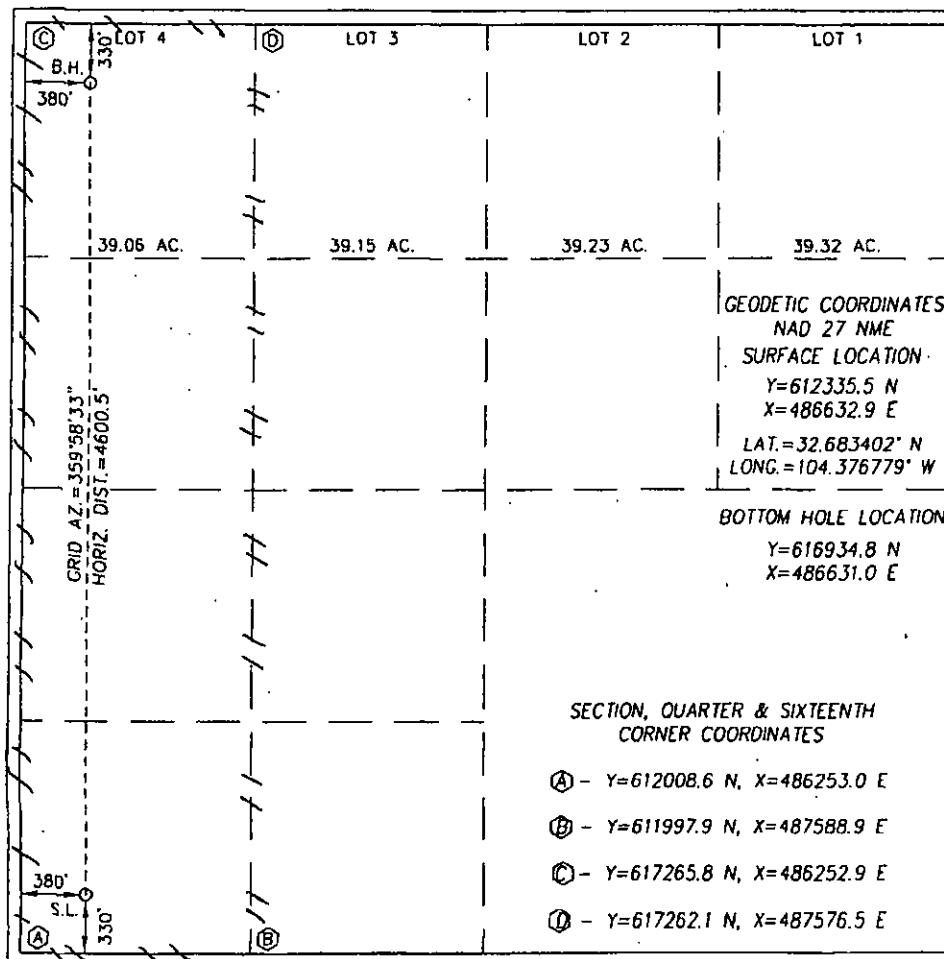 C LOT 4 D LOT 3 LOT 2 LOT 1
330'
B.H.
380'
39.06 AC. 39.15 AC. 39.23 AC. 39.32 AC.
GEODETIC COORDINATES
NAD 27 NME
SURFACE LOCATION
Y=612335.5 N
X=486632.9 E
LAT.=32.683402° N
LONG.=104.376779° W
GRID AZ.=359°58'33"
HORIZ. DIST.=4600.5'
BOTTOM HOLE LOCATION
Y=616934.8 N
X=486631.0 E
SECTION, QUARTER & SIXTEENTH
CORNER COORDINATES
A - Y=612008.6 N, X=486253.0 E
B - Y=611997.9 N, X=487588.9 E
C - Y=617265.8 N, X=486252.9 E
D - Y=617262.1 N, X=487576.5 E
380'
S.L.
330'
A B